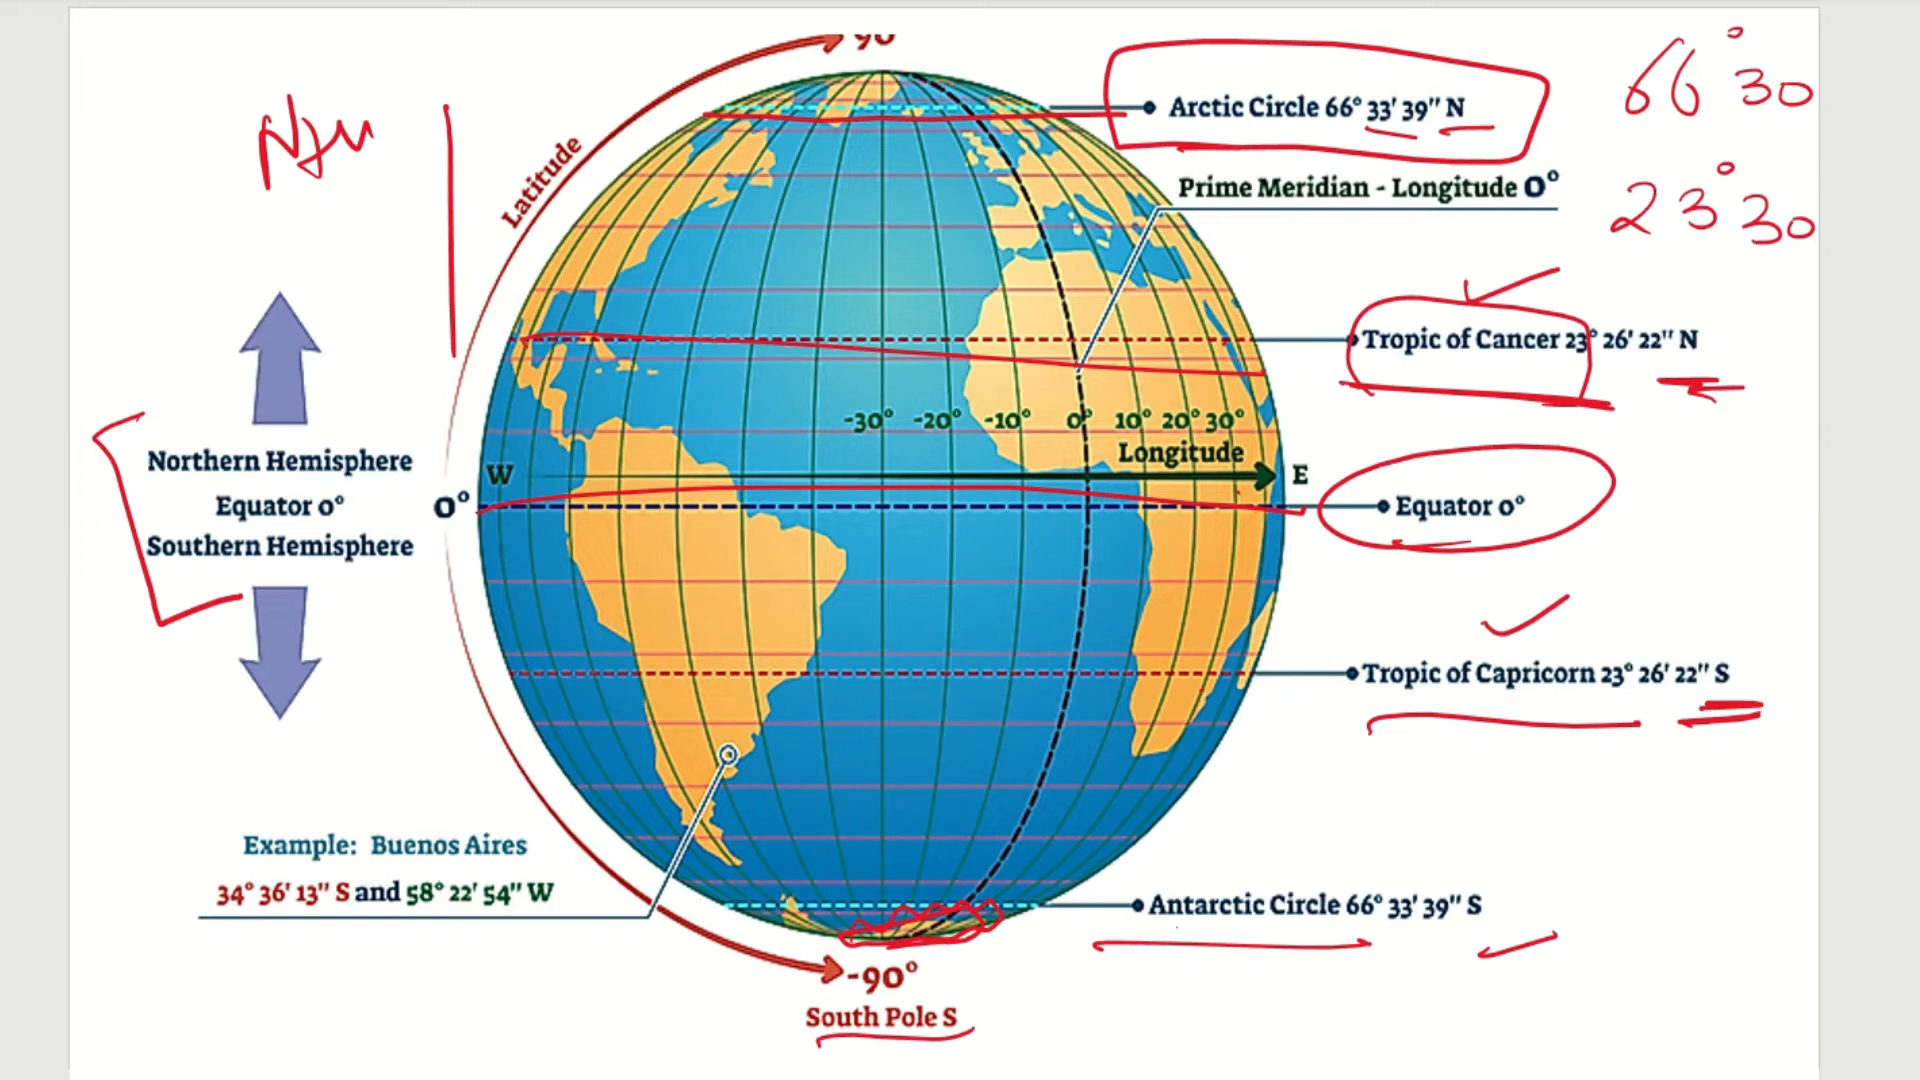 90
66° 30
Arctic Circle 66° 33' 39" N
Latitude
Prime Meridian - Longitude 0°
23° 30
Tropic of Cancer 23° 26' 22" N
-30° -20° -10° 0° 10° 20° 30°
Longitude
W
E
Northern Hemisphere
Equator 0°
Southern Hemisphere
0°
Equator 0°
Tropic of Capricorn 23° 26' 22" S
Example: Buenos Aires
34° 36' 13" S and 58° 22' 54" W
Antarctic Circle 66° 33' 39" S
-90°
South Pole S